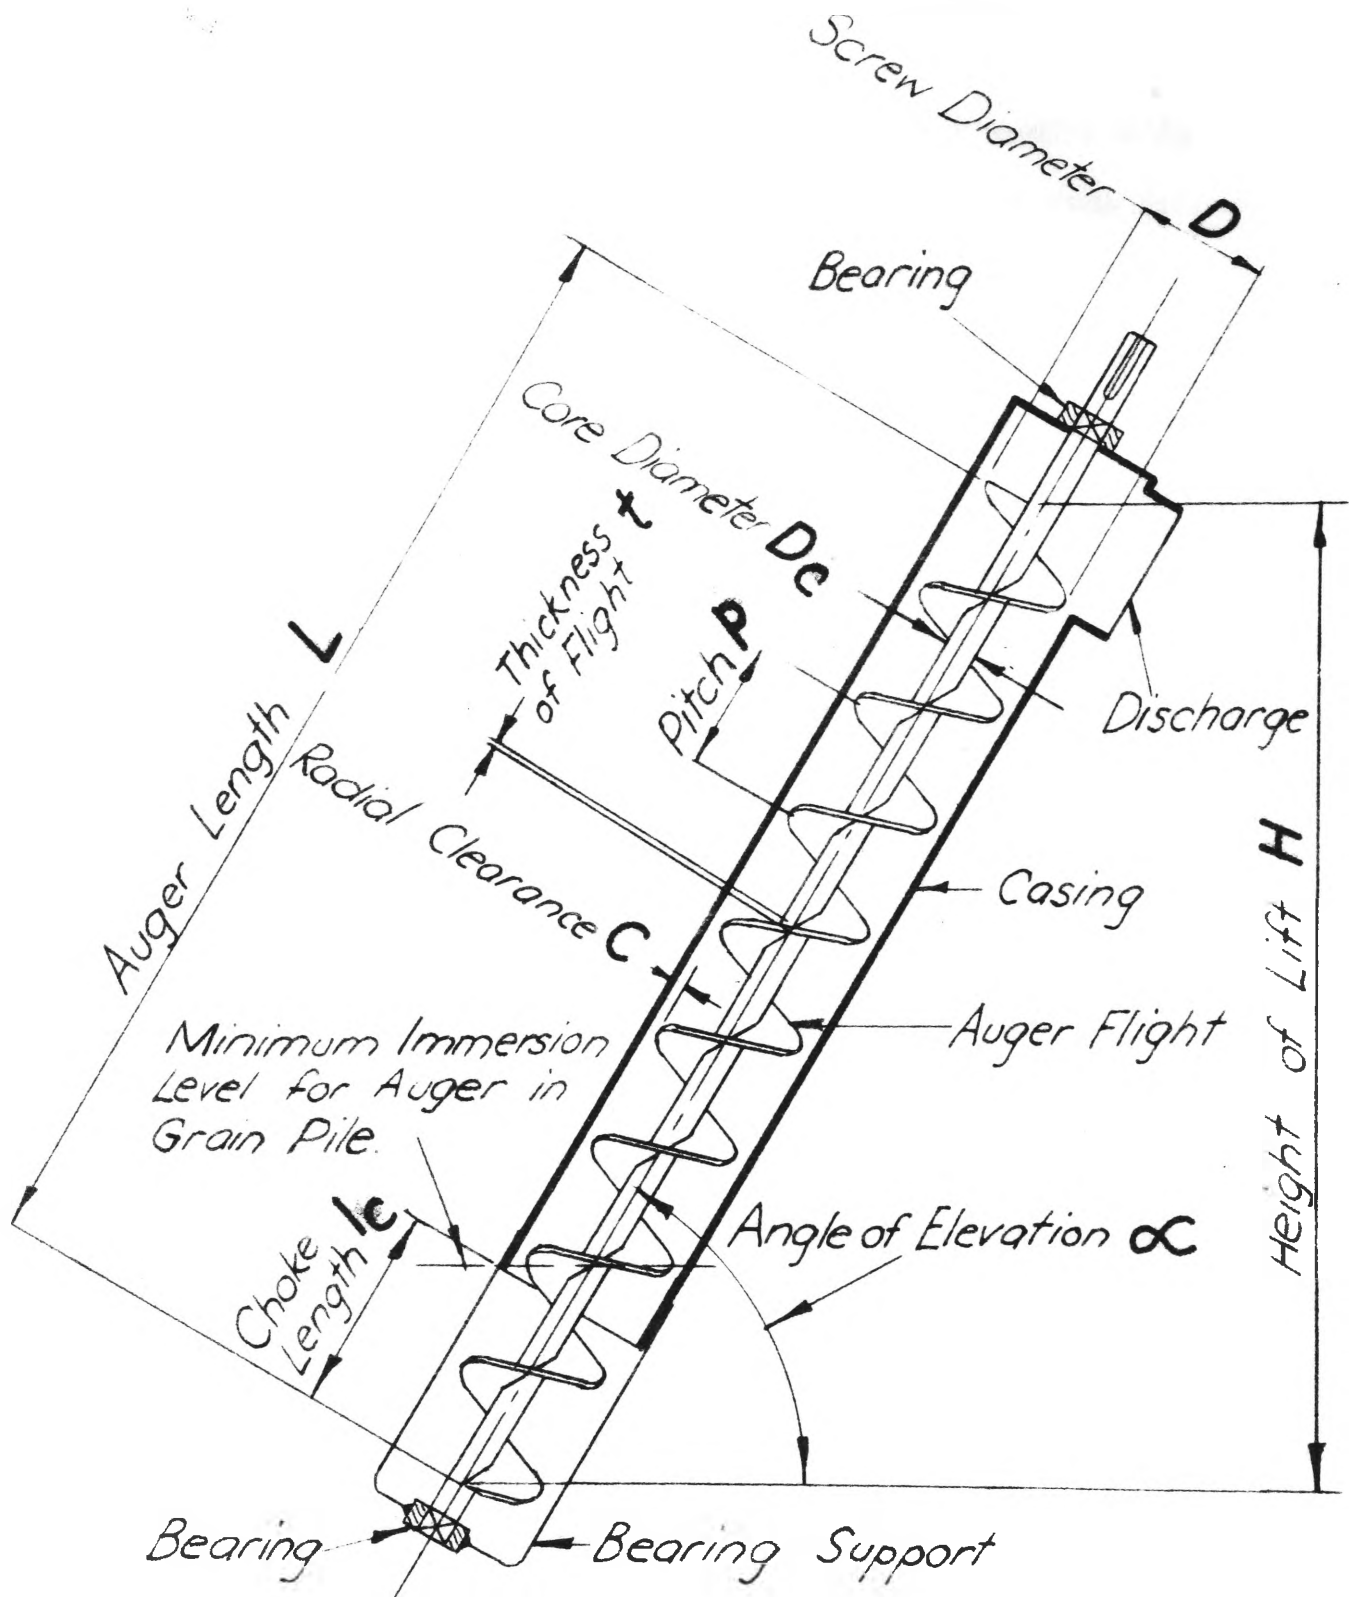 Screw Diameter D
Bearing
Core Diameter Dc
Thickness t
of Flight
Pitch P
Auger Length L
Radial Clearance C
Discharge
Casing
Height of Lift H
Auger Flight
Minimum Immersion
Level for Auger in
Grain Pile.
Choke
Length lc
Angle of Elevation ∝
Bearing
Bearing Support